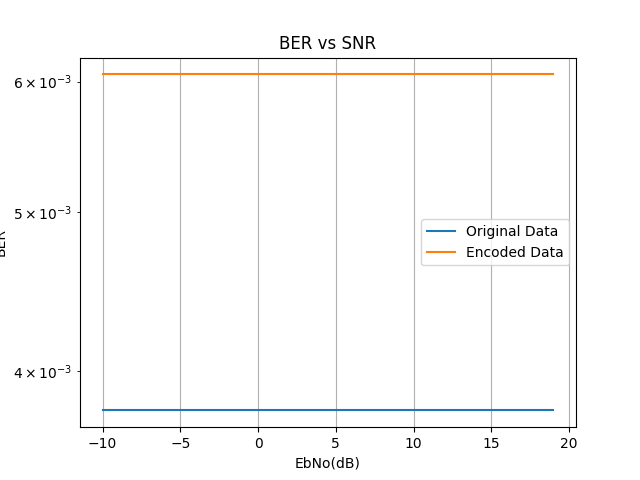 BER vs SNR
6 × 10⁻³
5 × 10⁻³
4 × 10⁻³
BER
Original Data
Encoded Data
−10
−5
0
5
10
15
20
EbNo(dB)